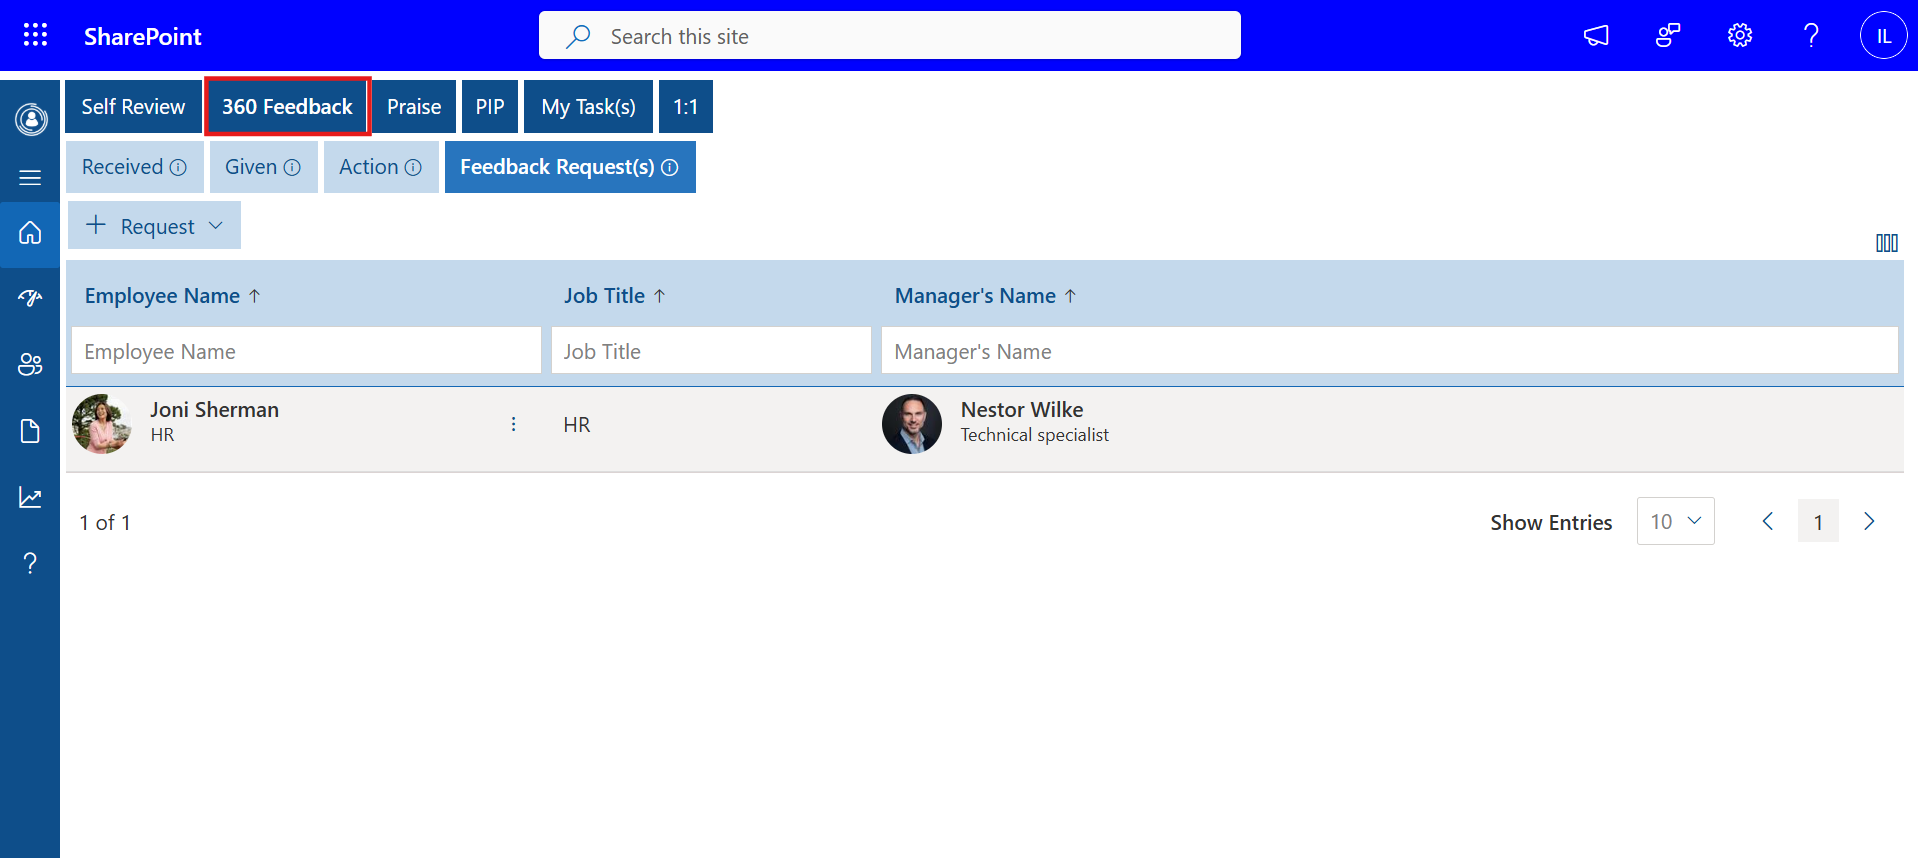 SharePoint
Search this site
IL
Self Review
360 Feedback
Praise
PIP
My Task(s)
1:1
Received
Given
Action
Feedback Request(s)
Request
Employee Name
Job Title
Manager's Name
Employee Name
Job Title
Manager's Name
Joni Sherman
HR
HR
Nestor Wilke
Technical specialist
1 of 1
Show Entries
10
1